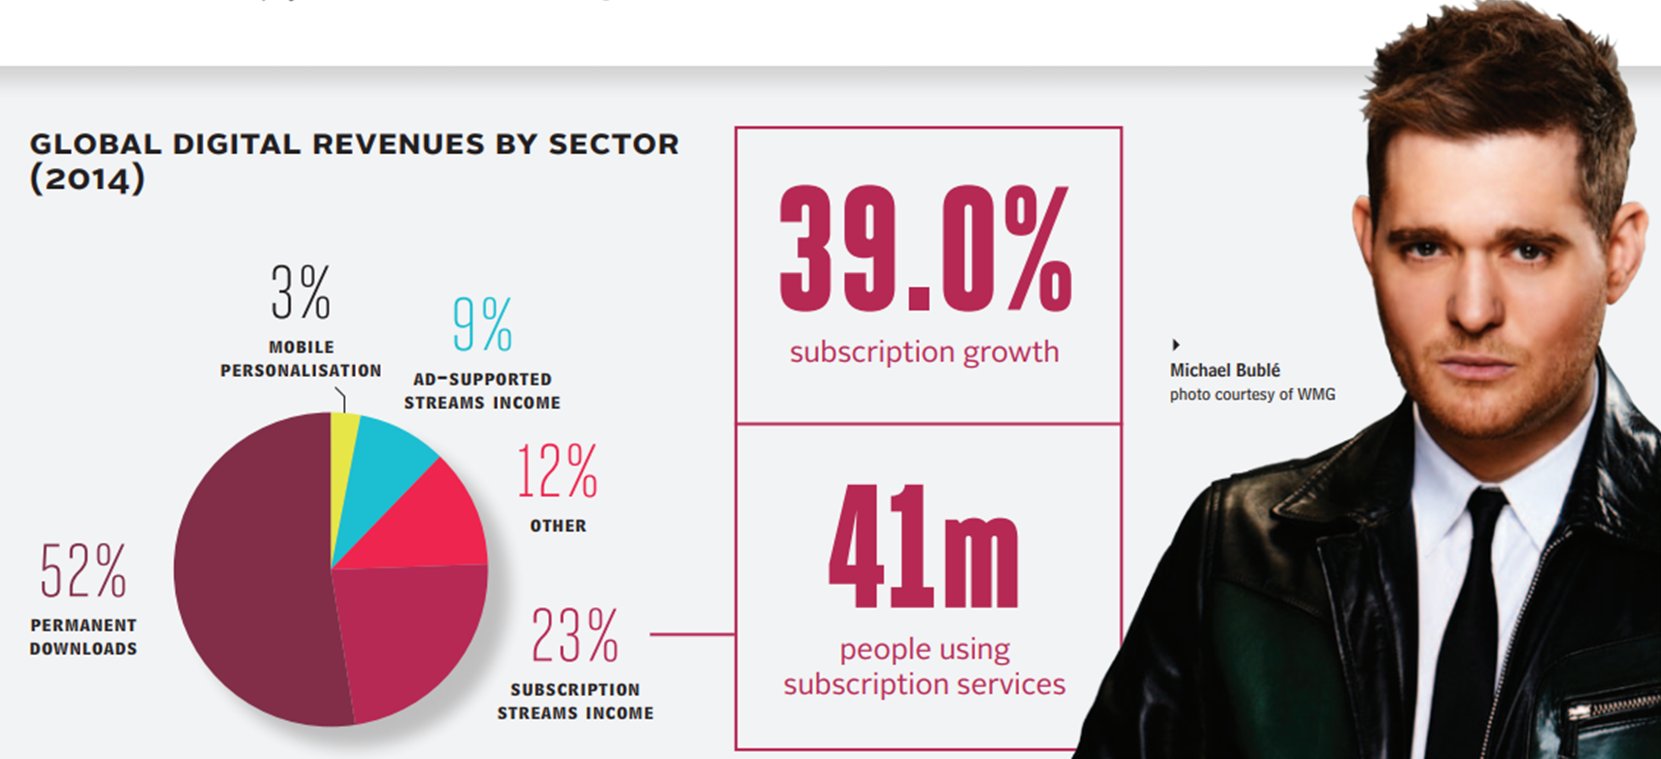 GLOBAL DIGITAL REVENUES BY SECTOR
(2014)
3%
MOBILE
PERSONALISATION
9%
AD-SUPPORTED
STREAMS INCOME
12%
OTHER
52%
PERMANENT
DOWNLOADS
23%
SUBSCRIPTION
STREAMS INCOME
39.0%
subscription growth
41m
people using
subscription services
Michael Bublé
photo courtesy of WMG